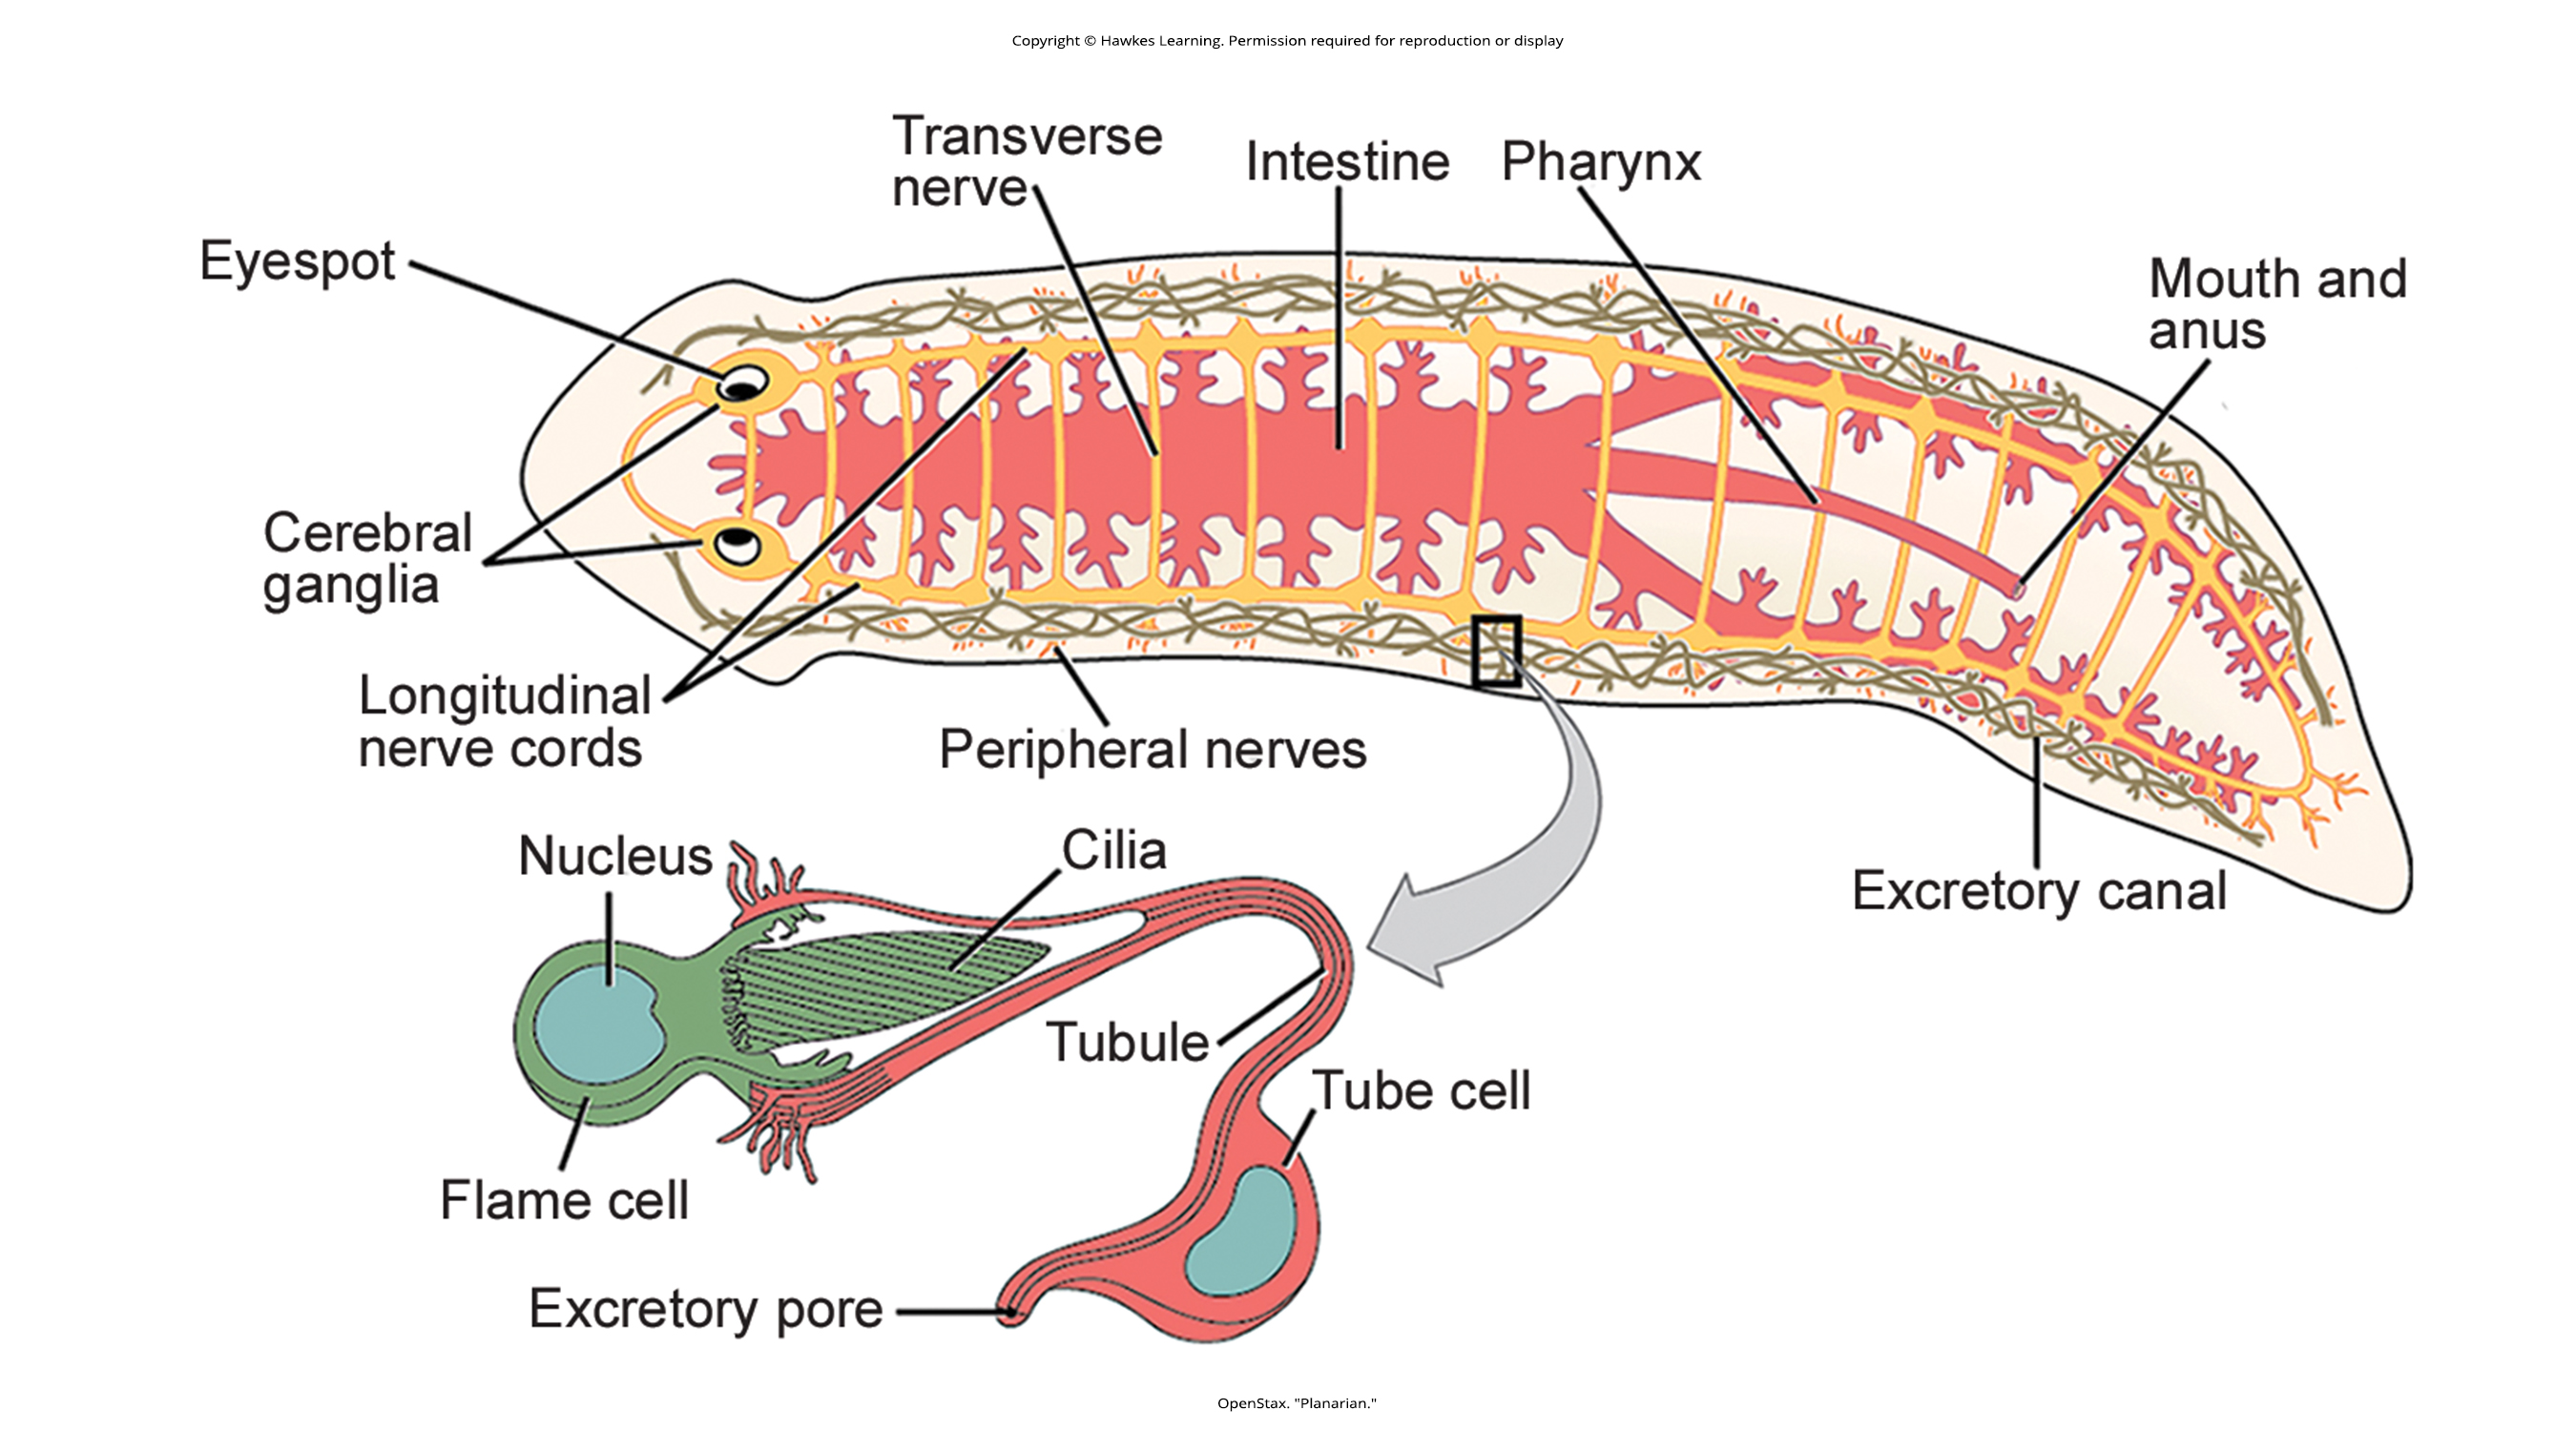 Copyright © Hawkes Learning. Permission required for reproduction or display
Transverse
nerve
Intestine
Pharynx
Eyespot
Mouth and
anus
Cerebral
ganglia
Longitudinal
nerve cords
Peripheral nerves
Excretory canal
Nucleus
Cilia
Tubule
Tube cell
Flame cell
Excretory pore
OpenStax. "Planarian."